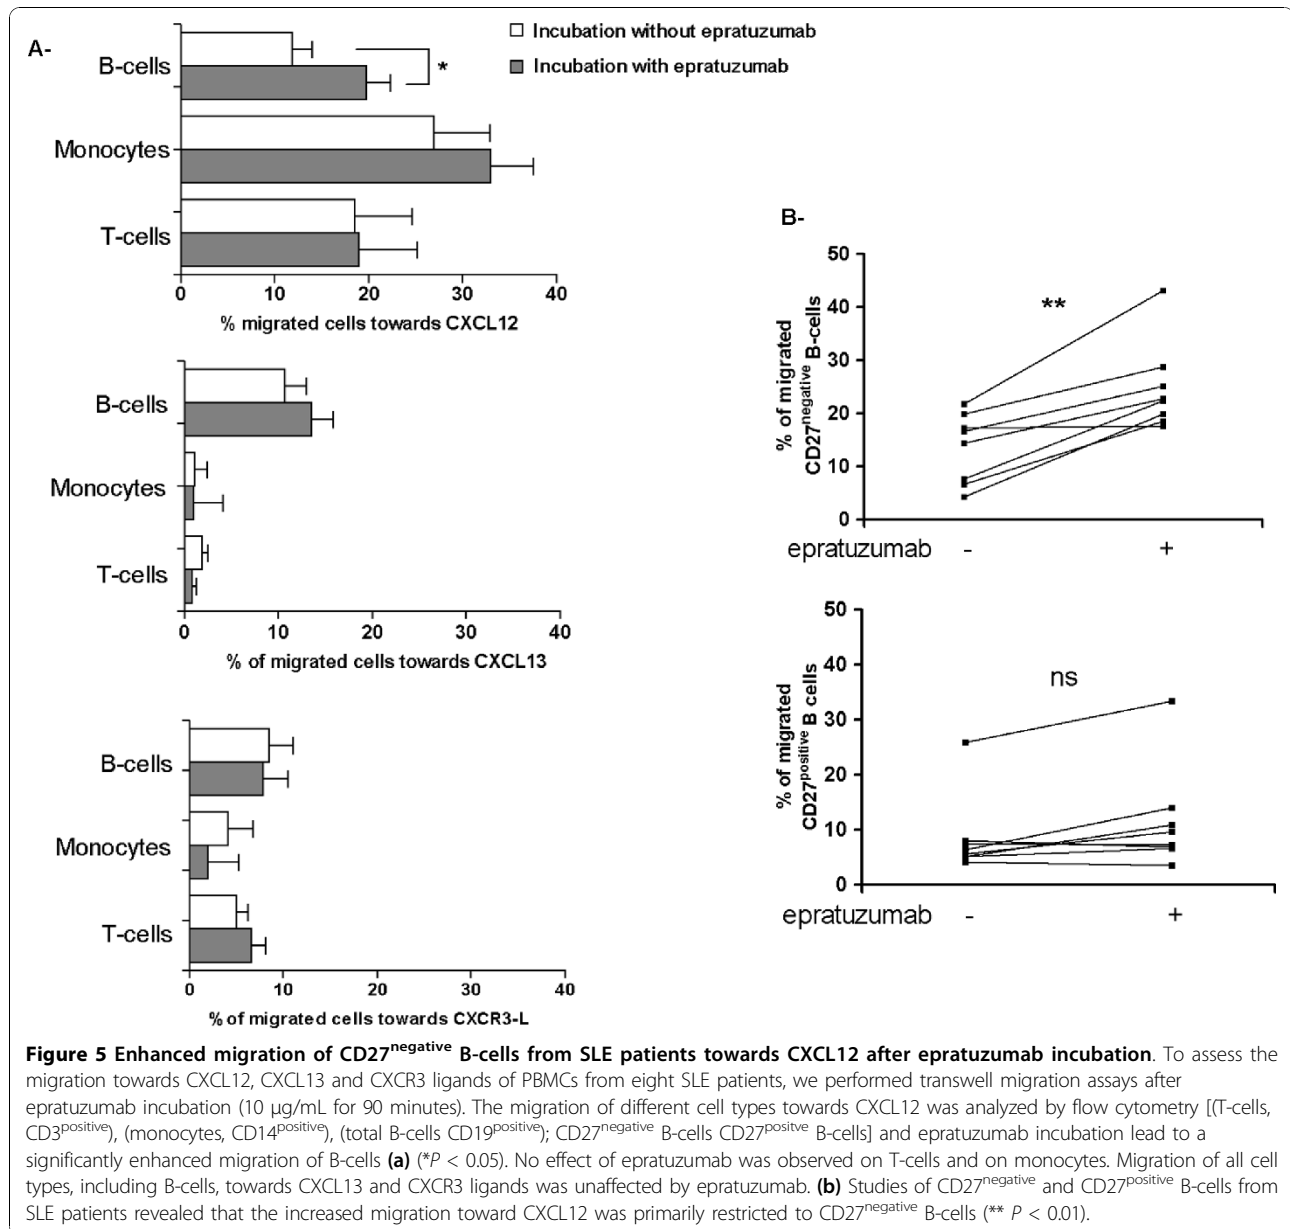 A-
Incubation without epratuzumab
Incubation with epratuzumab
B-cells
*
Monocytes
T-cells
0 10 20 30 40
% migrated cells towards CXCL12
B-cells
Monocytes
T-cells
0 10 20 30 40
% of migrated cells towards CXCL13
B-cells
Monocytes
T-cells
0 10 20 30 40
% of migrated cells towards CXCR3-L
B-
% of migrated
CD27negative B-cells
50
40
30
20
10
0
**
epratuzumab - +
% of migrated
CD27positive B cells
50
40
30
20
10
0
ns
epratuzumab - +
Figure 5 Enhanced migration of CD27negative B-cells from SLE patients towards CXCL12 after epratuzumab incubation. To assess the
migration towards CXCL12, CXCL13 and CXCR3 ligands of PBMCs from eight SLE patients, we performed transwell migration assays after
epratuzumab incubation (10 μg/mL for 90 minutes). The migration of different cell types towards CXCL12 was analyzed by flow cytometry [(T-cells,
CD3positive), (monocytes, CD14positive), (total B-cells CD19positive); CD27negative B-cells CD27positve B-cells] and epratuzumab incubation lead to a
significantly enhanced migration of B-cells (a) (*P < 0.05). No effect of epratuzumab was observed on T-cells and on monocytes. Migration of all cell
types, including B-cells, towards CXCL13 and CXCR3 ligands was unaffected by epratuzumab. (b) Studies of CD27negative and CD27positive B-cells from
SLE patients revealed that the increased migration toward CXCL12 was primarily restricted to CD27negative B-cells (** P < 0.01).